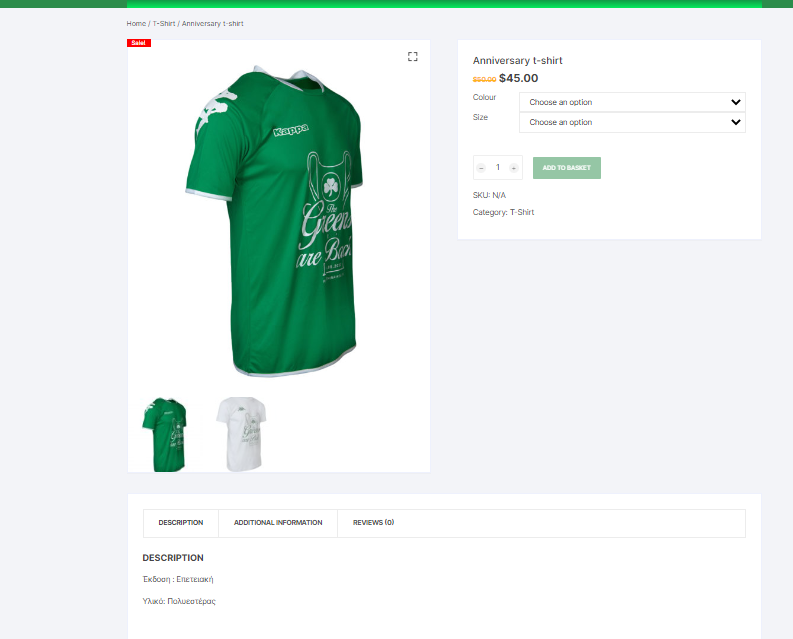 Home / T-Shirt / Anniversary t-shirt
Sale!
Kappa
The
Greens
are Back
Anniversary t-shirt
$50.00 $45.00
Colour
Choose an option
Size
Choose an option
− 1 +
ADD TO BASKET
SKU: N/A
Category: T-Shirt
DESCRIPTION
ADDITIONAL INFORMATION
REVIEWS (0)
DESCRIPTION
Έκδοση : Επετειακή
Υλικό: Πολυεστέρας